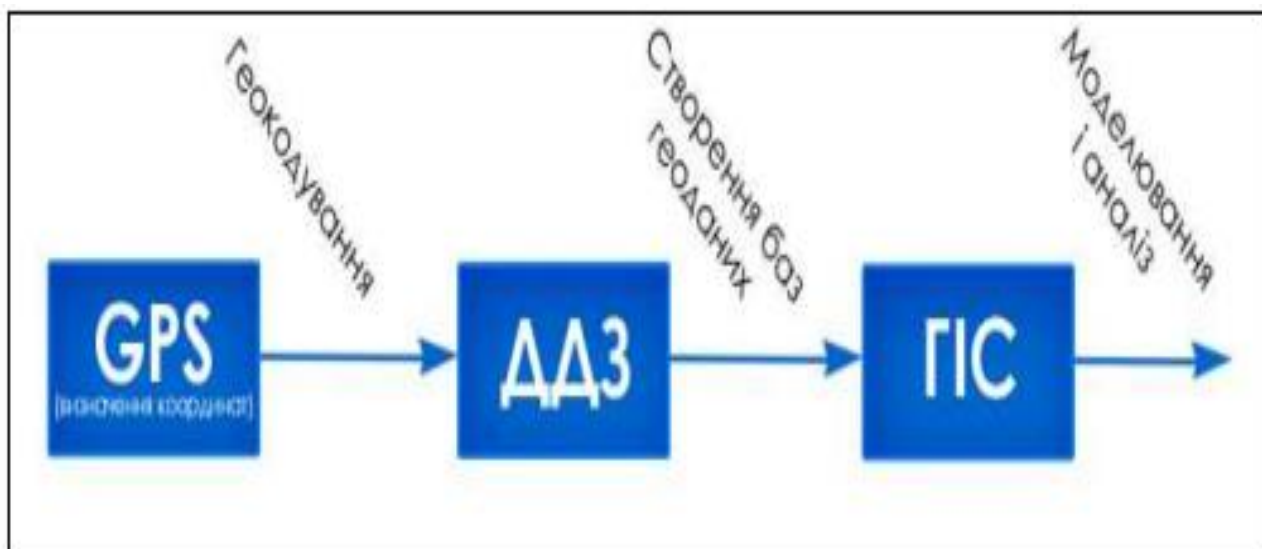 Геокодування
Створення баз
геоданих
Моделювання
і аналіз
GPS
(визначення координат)
ДДЗ
ГІС